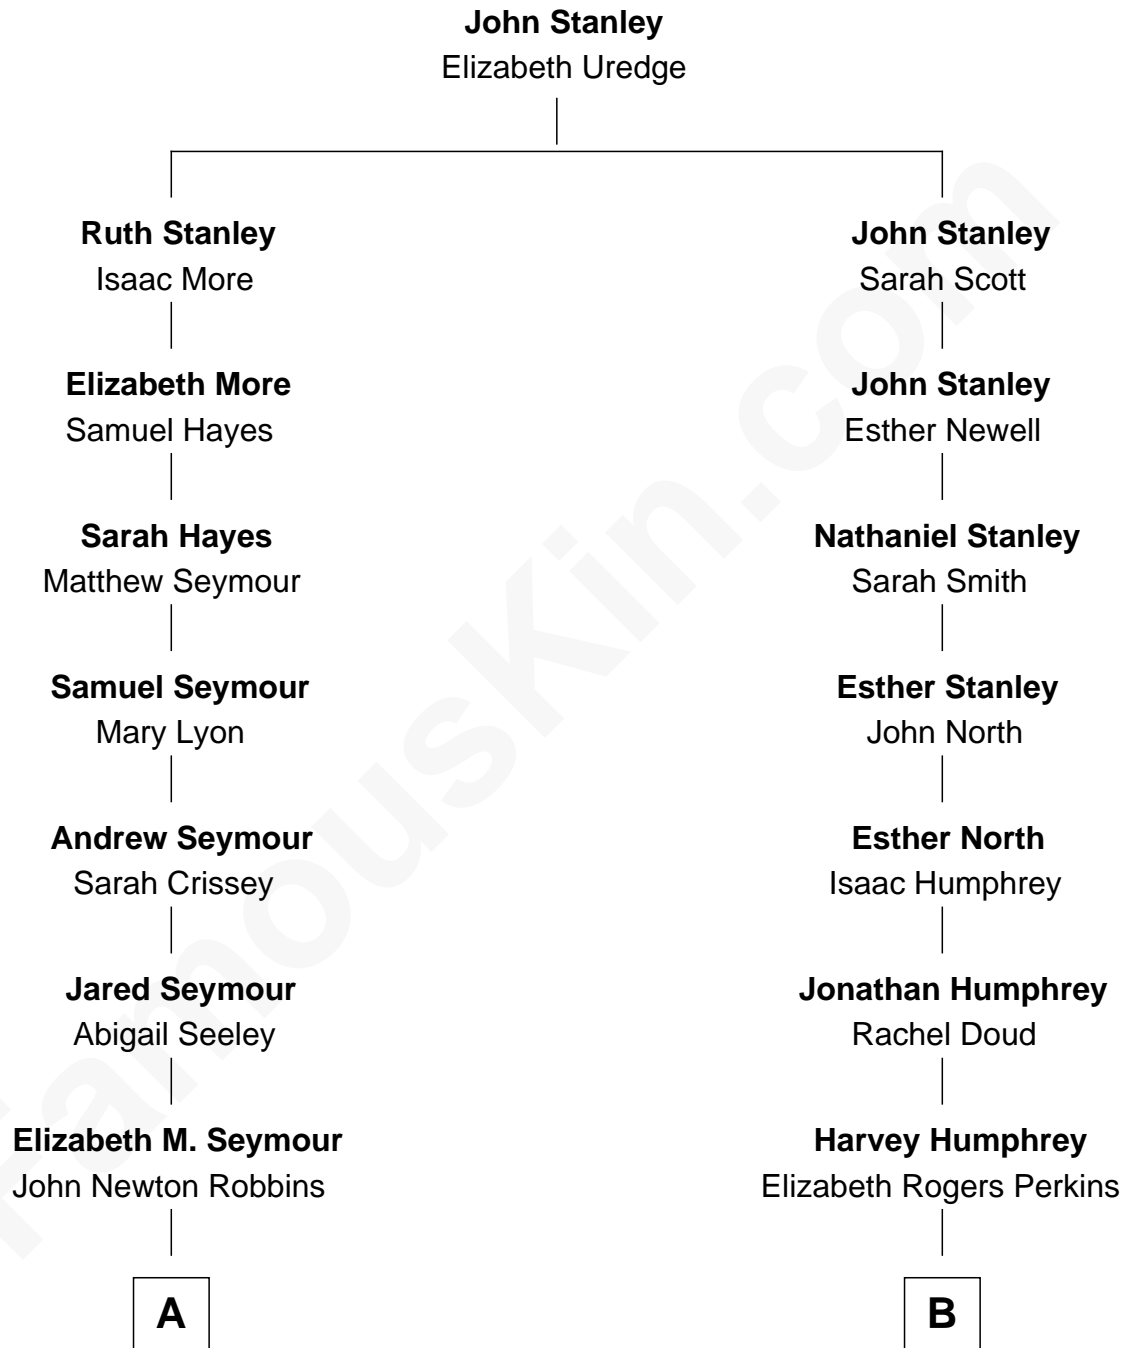 John Stanley
Elizabeth Uredge
Ruth Stanley
Isaac More
John Stanley
Sarah Scott
Elizabeth More
Samuel Hayes
John Stanley
Esther Newell
Sarah Hayes
Matthew Seymour
Nathaniel Stanley
Sarah Smith
Samuel Seymour
Mary Lyon
Esther Stanley
John North
Andrew Seymour
Sarah Crissey
Esther North
Isaac Humphrey
Jared Seymour
Abigail Seeley
Jonathan Humphrey
Rachel Doud
Elizabeth M. Seymour
John Newton Robbins
Harvey Humphrey
Elizabeth Rogers Perkins
A
B
FamousKin.com